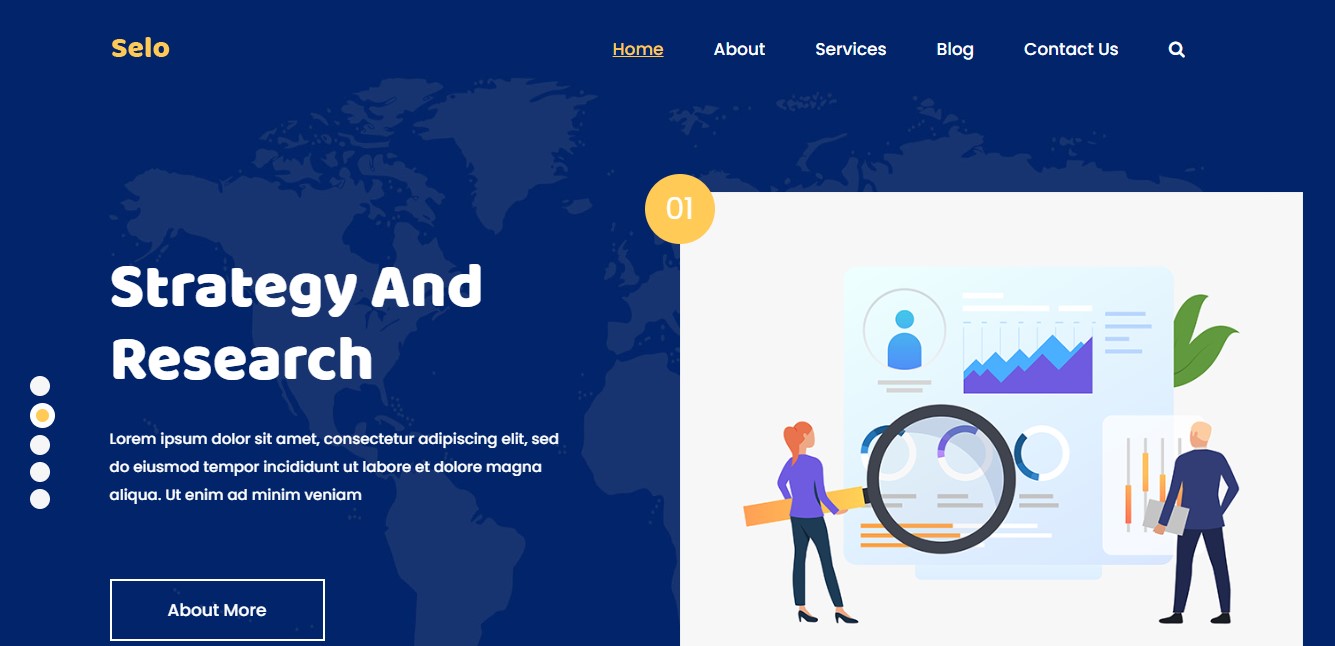 Selo
Home About Services Blog Contact Us
01
Strategy And
Research
Lorem ipsum dolor sit amet, consectetur adipiscing elit, sed
do eiusmod tempor incididunt ut labore et dolore magna
aliqua. Ut enim ad minim veniam
About More